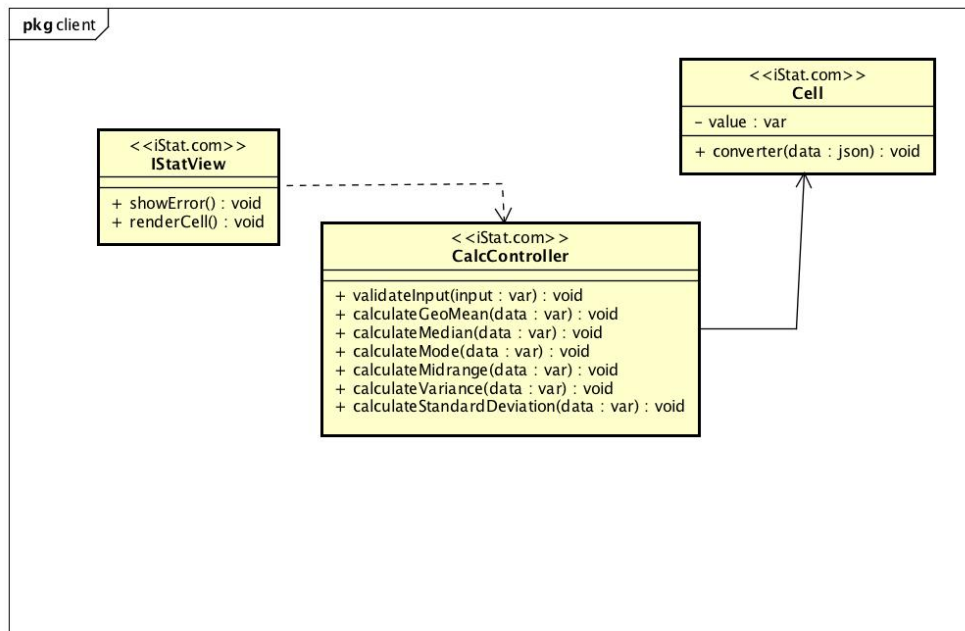 pkg client
<<iStat.com>>
IStatView
+ showError() : void
+ renderCell() : void
<<iStat.com>>
Cell
- value : var
+ converter(data : json) : void
<<iStat.com>>
CalcController
+ validateInput(input : var) : void
+ calculateGeoMean(data : var) : void
+ calculateMedian(data : var) : void
+ calculateMode(data : var) : void
+ calculateMidrange(data : var) : void
+ calculateVariance(data : var) : void
+ calculateStandardDeviation(data : var) : void